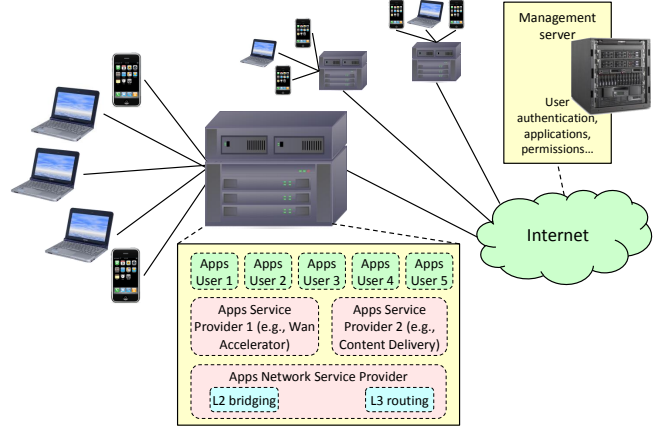 Management
server
User
authentication,
applications,
permissions...
Internet
Apps
User 1
Apps
User 2
Apps
User 3
Apps
User 4
Apps
User 5
Apps Service
Provider 1 (e.g., Wan
Accelerator)
Apps Service
Provider 2 (e.g.,
Content Delivery)
Apps Network Service Provider
L2 bridging
L3 routing